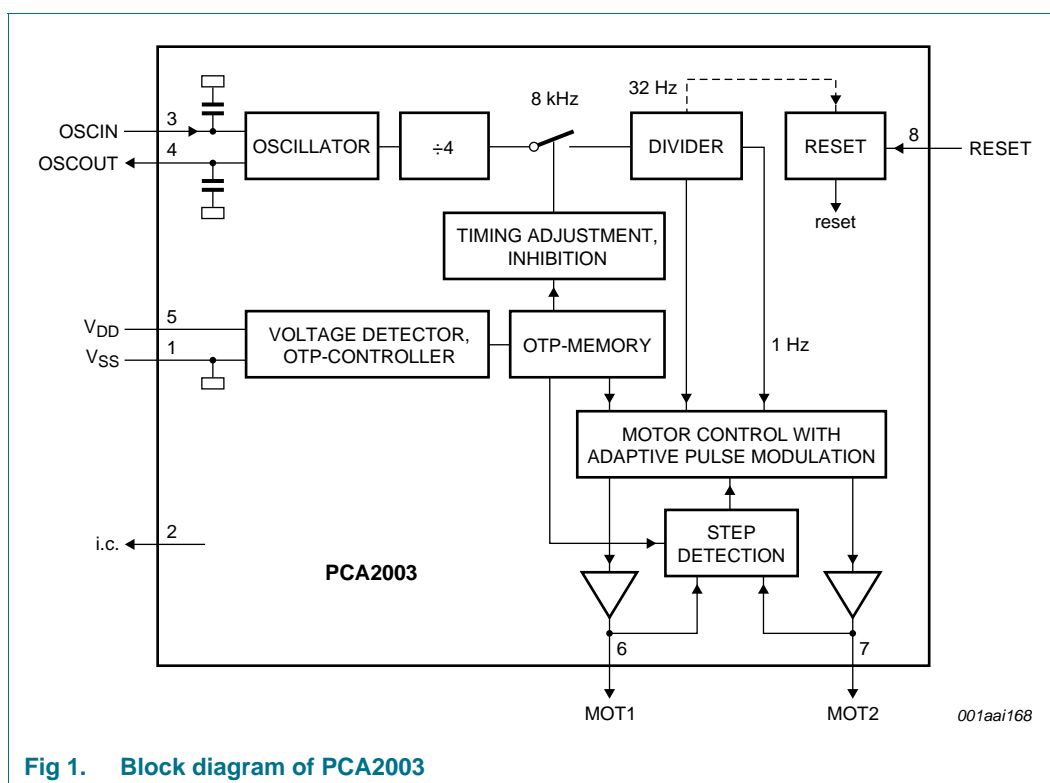 8 kHz
32 Hz
3
OSCIN
4
OSCOUT
OSCILLATOR
÷4
DIVIDER
RESET
8
RESET
reset
TIMING ADJUSTMENT,
INHIBITION
5
VDD
1
VSS
VOLTAGE DETECTOR,
OTP-CONTROLLER
OTP-MEMORY
1 Hz
MOTOR CONTROL WITH
ADAPTIVE PULSE MODULATION
2
i.c.
STEP
DETECTION
PCA2003
6
7
MOT1
MOT2
001aai168
Fig 1. Block diagram of PCA2003